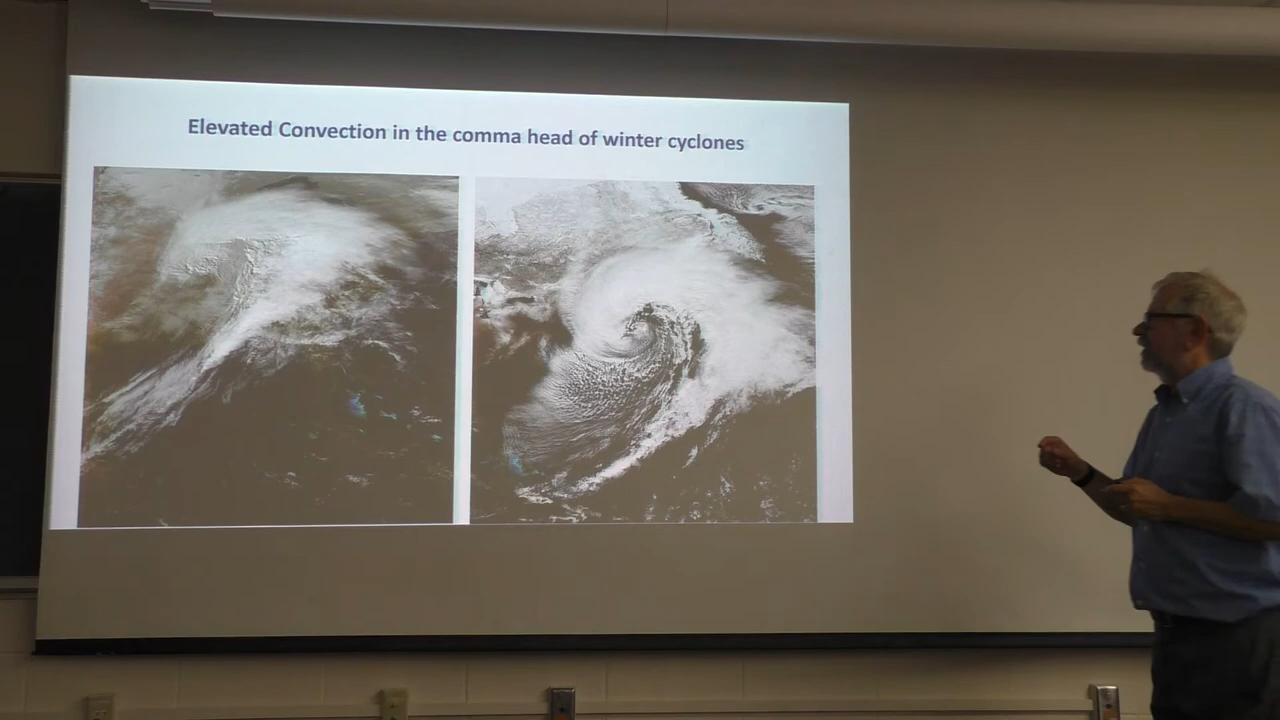 Elevated Convection in the comma head of winter cyclones